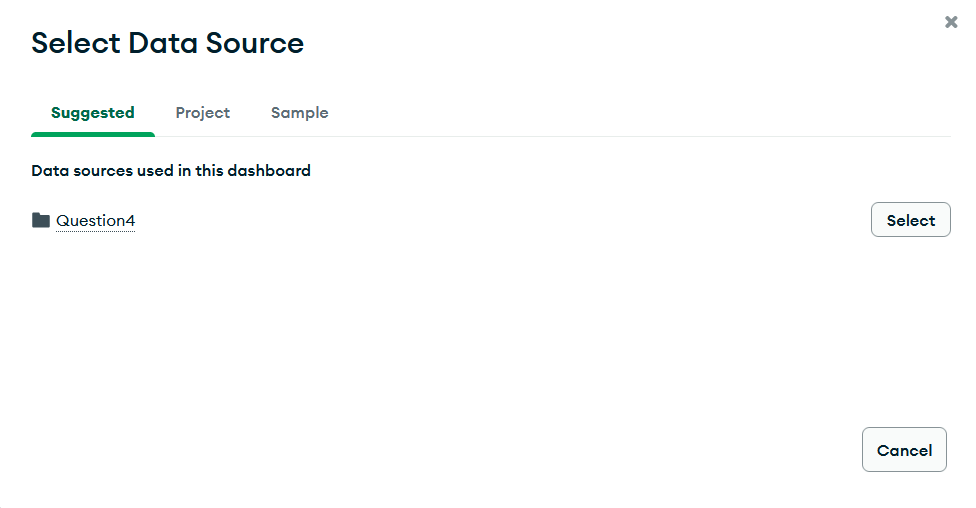 Select Data Source
Suggested Project Sample
Data sources used in this dashboard
Question4 Select
Cancel